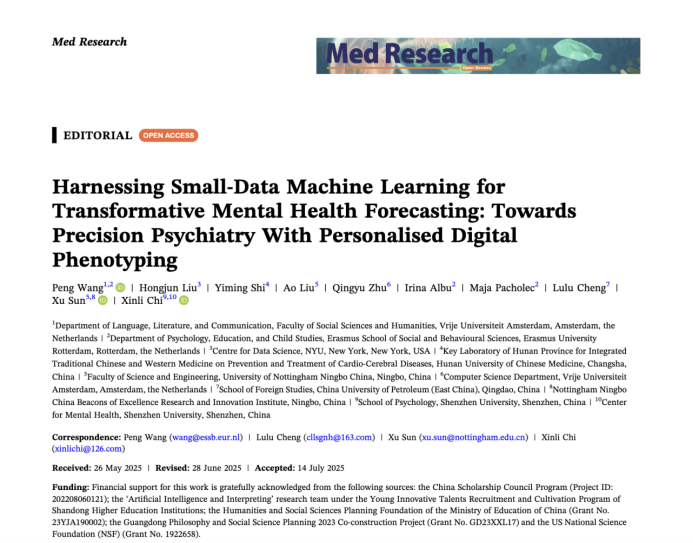 Med Research
Med Research
Open Access
EDITORIAL OPEN ACCESS
Harnessing Small-Data Machine Learning for
Transformative Mental Health Forecasting: Towards
Precision Psychiatry With Personalised Digital
Phenotyping
Peng Wang1,2 | Hongjun Liu3 | Yiming Shi4 | Ao Liu5 | Qingyu Zhu6 | Irina Albu2 | Maja Pacholec2 | Lulu Cheng7 |
Xu Sun5,8 | Xinli Chi9,10
1Department of Language, Literature, and Communication, Faculty of Social Sciences and Humanities, Vrije Universiteit Amsterdam, Amsterdam, the
Netherlands | 2Department of Psychology, Education, and Child Studies, Erasmus School of Social and Behavioural Sciences, Erasmus University
Rotterdam, Rotterdam, the Netherlands | 3Centre for Data Science, NYU, New York, New York, USA | 4Key Laboratory of Hunan Province for Integrated
Traditional Chinese and Western Medicine on Prevention and Treatment of Cardio-Cerebral Diseases, Hunan University of Chinese Medicine, Changsha,
China | 5Faculty of Science and Engineering, University of Nottingham Ningbo China, Ningbo, China | 6Computer Science Department, Vrije Universiteit
Amsterdam, Amsterdam, the Netherlands | 7School of Foreign Studies, China University of Petroleum (East China), Qingdao, China | 8Nottingham Ningbo
China Beacons of Excellence Research and Innovation Institute, Ningbo, China | 9School of Psychology, Shenzhen University, Shenzhen, China | 10Center
for Mental Health, Shenzhen University, Shenzhen, China
Correspondence: Peng Wang (wang@essb.eur.nl) | Lulu Cheng (cllsgnh@163.com) | Xu Sun (xu.sun@nottingham.edu.cn) | Xinli Chi
(xinlichi@126.com)
Received: 26 May 2025 | Revised: 28 June 2025 | Accepted: 14 July 2025
Funding: Financial support for this work is gratefully acknowledged from the following sources: the China Scholarship Council Program (Project ID:
202208060121); the ‘Artificial Intelligence and Interpreting’ research team under the Young Innovative Talents Recruitment and Cultivation Program of
Shandong Higher Education Institutions; the Humanities and Social Sciences Planning Foundation of the Ministry of Education of China (Grant No.
23YJA190002); the Guangdong Philosophy and Social Science Planning 2023 Co-construction Project (Grant No. GD23XXL17) and the US National Science
Foundation (NSF) (Grant No. 1922658).